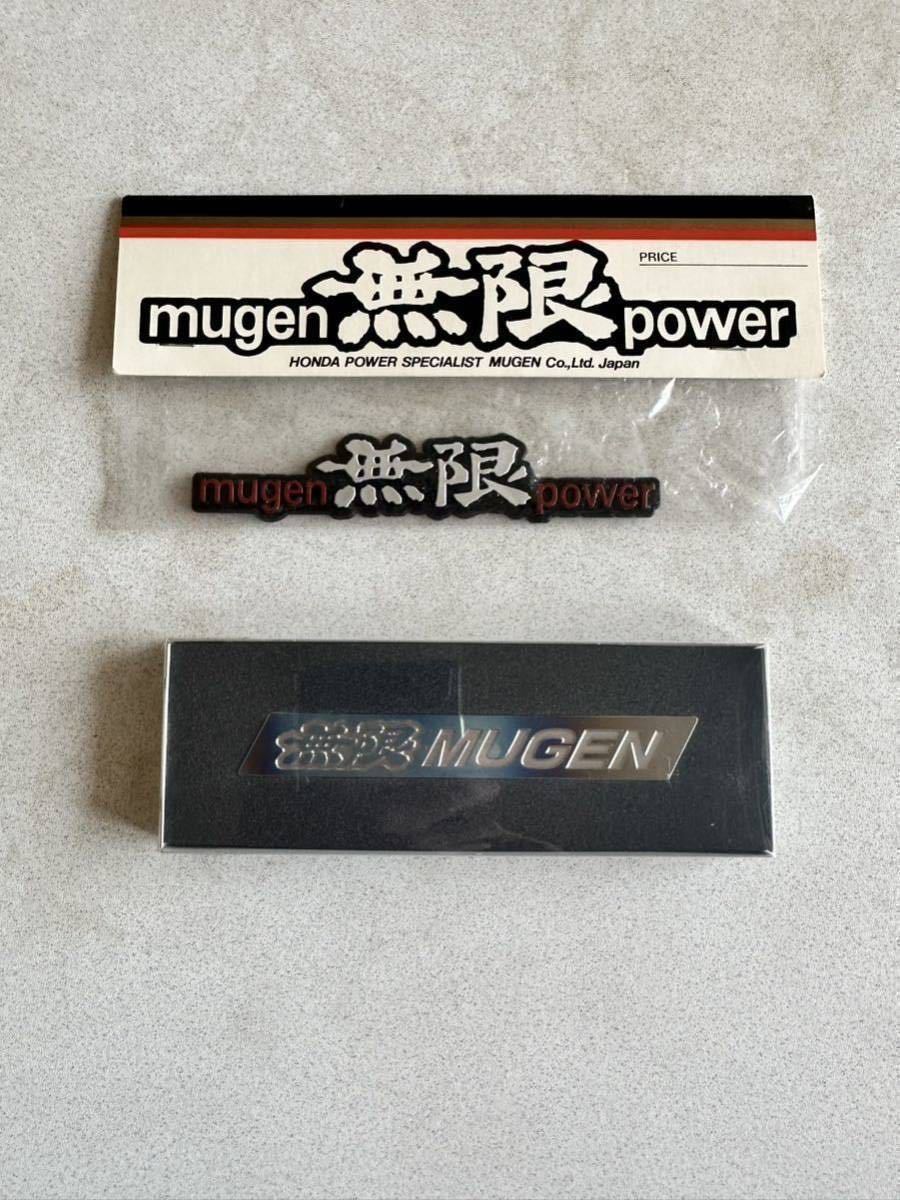 PRICE
mugen 無限 power
HONDA POWER SPECIALIST MUGEN Co.,Ltd. Japan
mugen 無限 power
無限 MUGEN